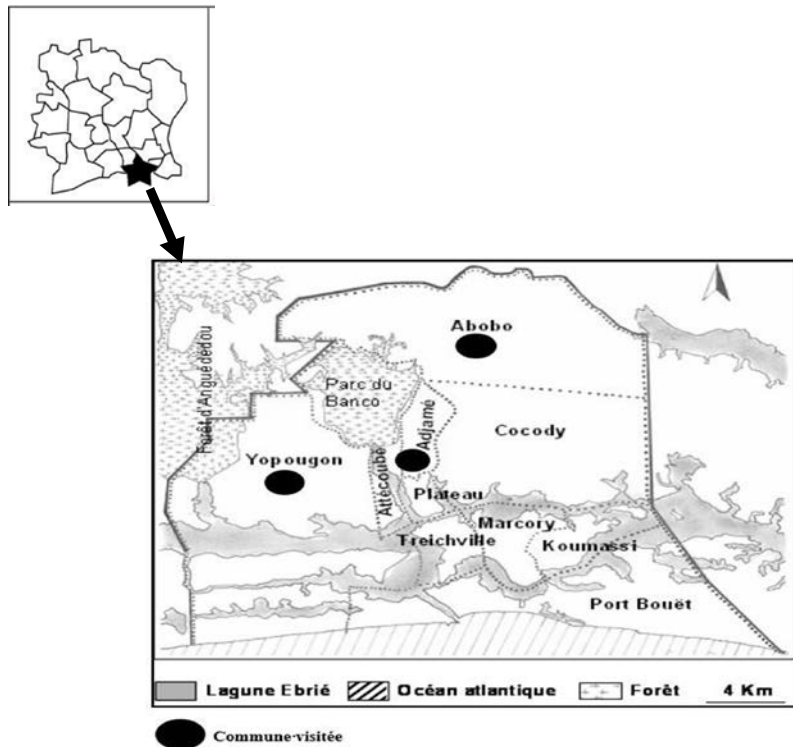 Abobo
Forêt d'Anguédédou
Parc du
Banco
Adjamé
Cocody
Yopougon
Attécoubé
Plateau
Marcory
Treichville
Koumassi
Port Bouët
Lagune Ebrié
Océan atlantique
Forêt
4 Km
Commune-visitée